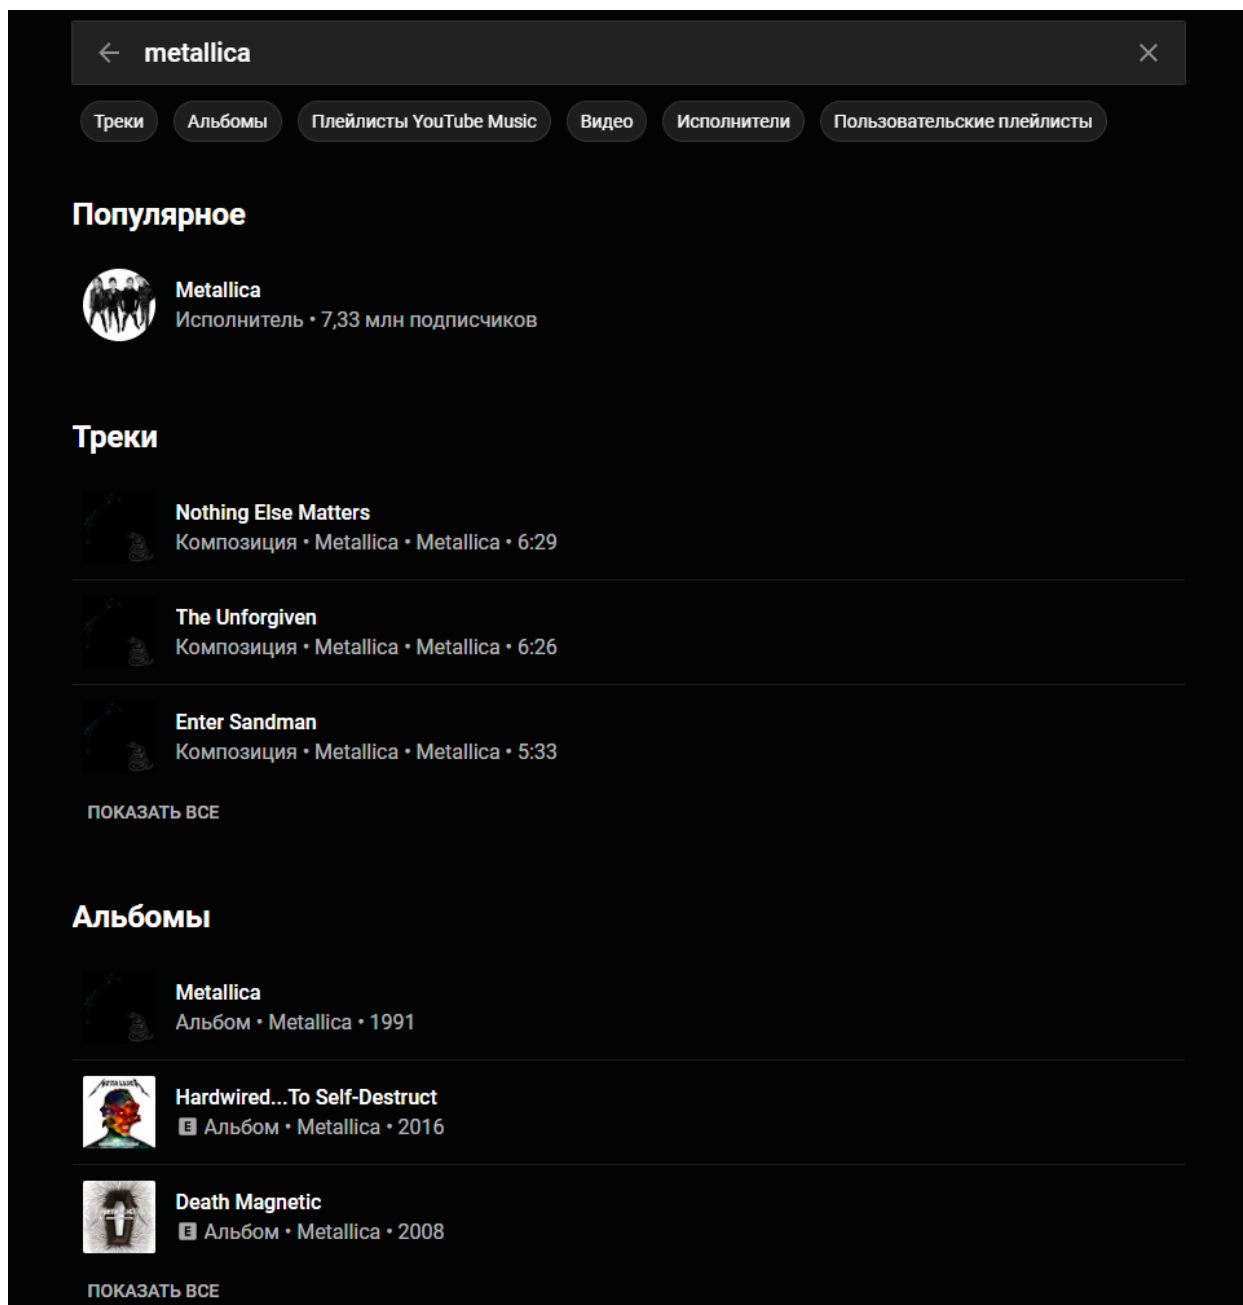 metallica
Треки Альбомы Плейлисты YouTube Music Видео Исполнители Пользовательские плейлисты
Популярное
Metallica
Исполнитель • 7,33 млн подписчиков
Треки
Nothing Else Matters
Композиция • Metallica • Metallica • 6:29
The Unforgiven
Композиция • Metallica • Metallica • 6:26
Enter Sandman
Композиция • Metallica • Metallica • 5:33
ПОКАЗАТЬ ВСЕ
Альбомы
Metallica
Альбом • Metallica • 1991
METALLICA
Hardwired...To Self-Destruct
E Альбом • Metallica • 2016
Death Magnetic
E Альбом • Metallica • 2008
ПОКАЗАТЬ ВСЕ